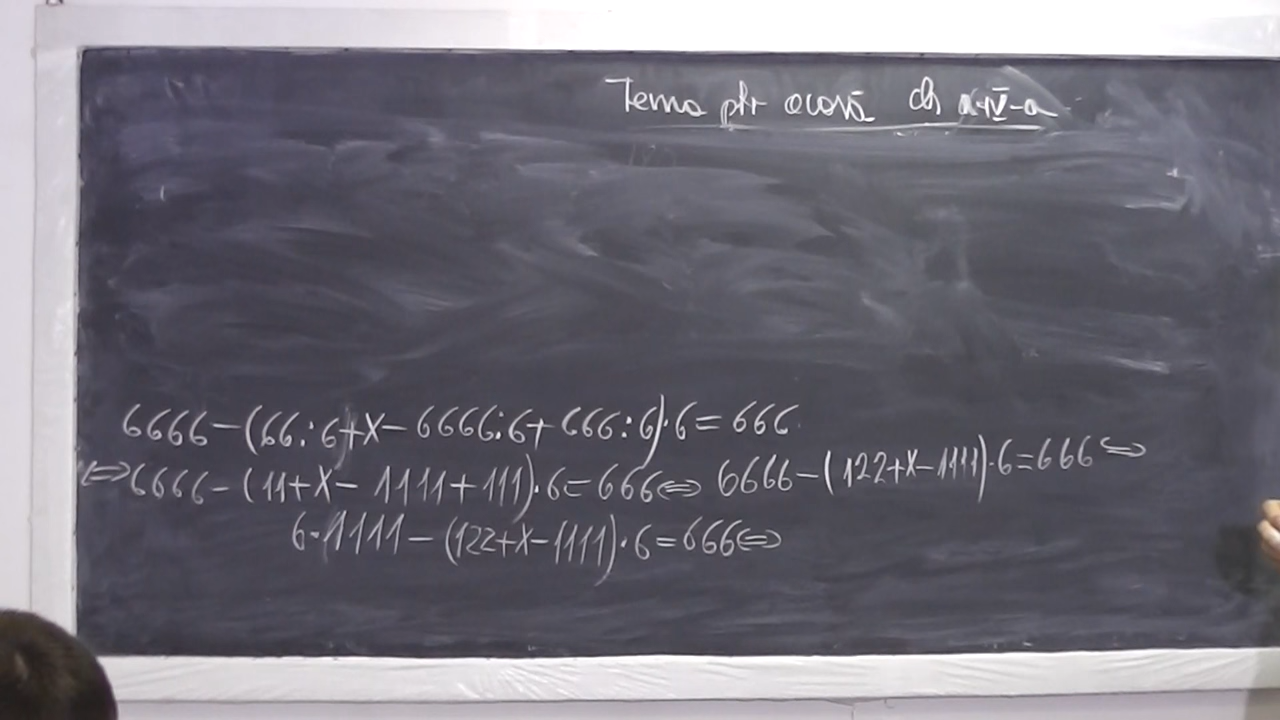 Tema ptr acasă cls a-IV-a
6666-(66:6+X-6666:6+666:6)·6=666
⇔6666-(11+X-1111+111)·6=666⇔ 6666-(122+X-1111)·6=666⇔
6·1111-(122+X-1111)·6=666⇔